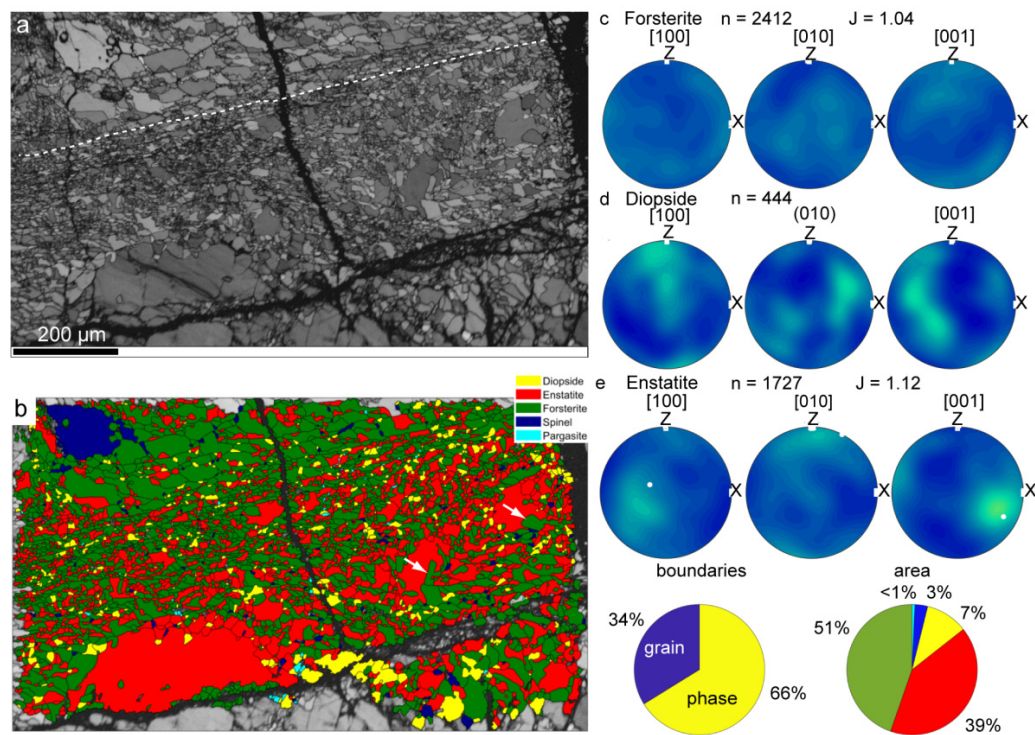 a
200 µm
b
Diopside
Enstatite
Forsterite
Spinel
Pargasite
c Forsterite n = 2412 J = 1.04
[100] [010] [001]
Z Z Z
X X X
d Diopside n = 444
[100] (010) [001]
Z Z Z
X X X
e Enstatite n = 1727 J = 1.12
[100] [010] [001]
Z Z Z
X X X
boundaries area
34%
grain
phase
66%
<1% 3%
7%
51%
39%